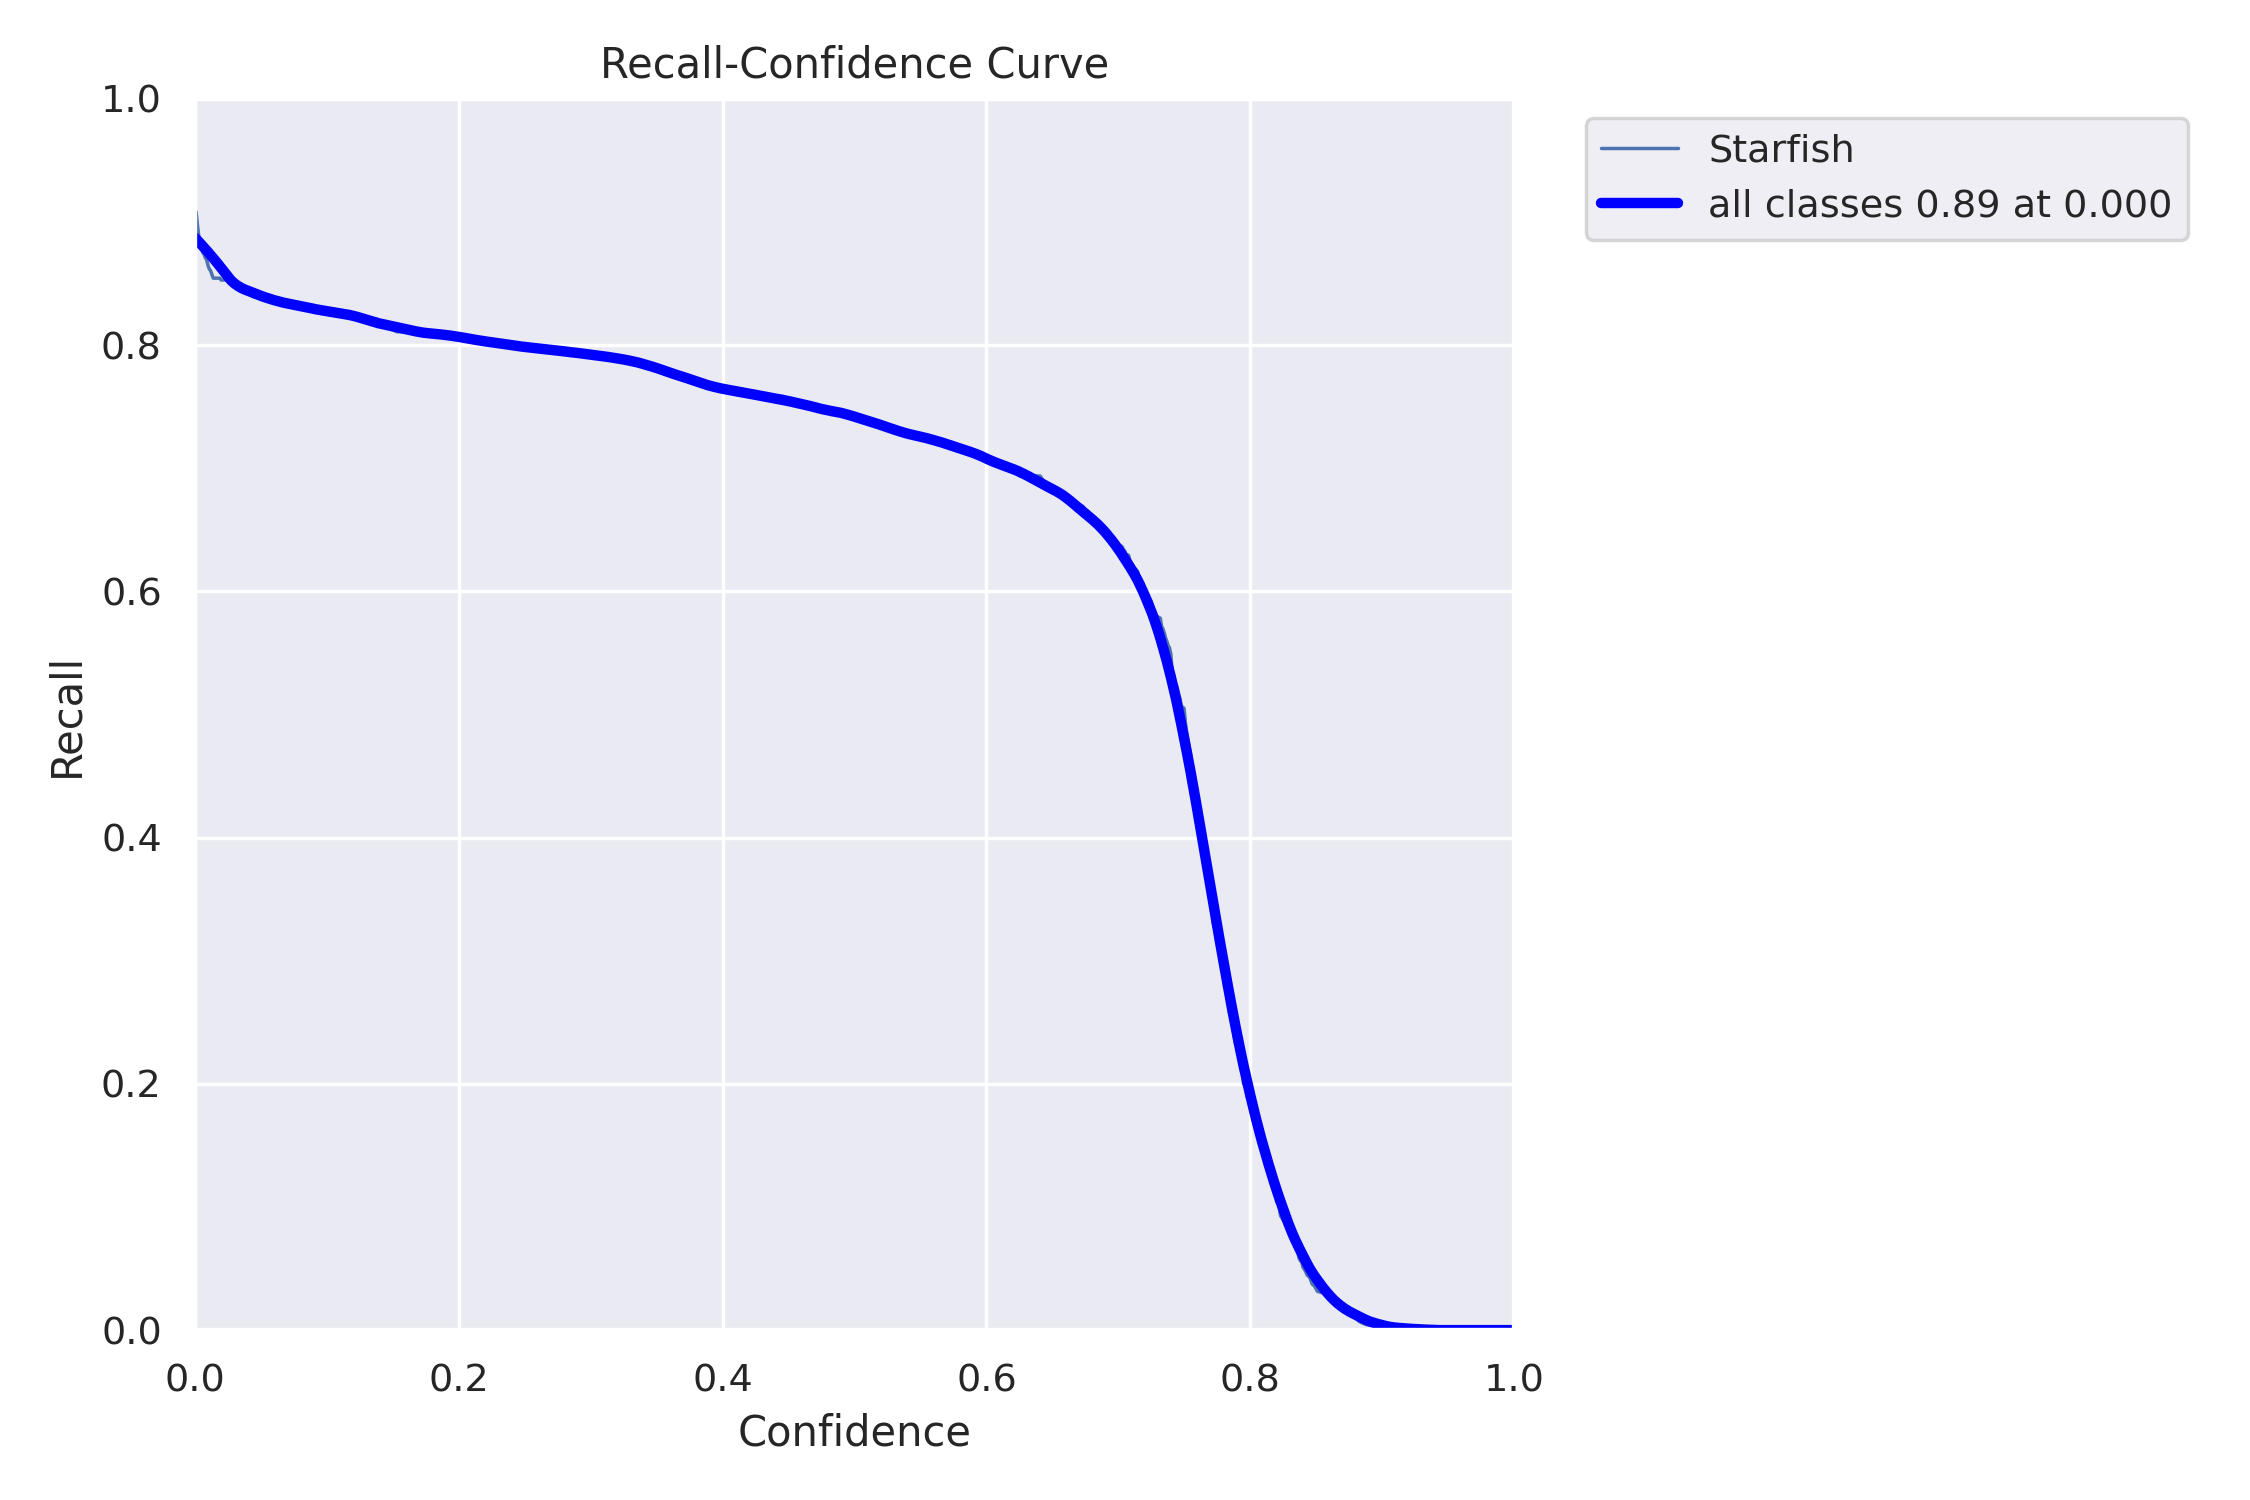 Recall-Confidence Curve
1.0
0.8
0.6
0.4
0.2
0.0
Recall
0.0 0.2 0.4 0.6 0.8 1.0
Confidence
Starfish
all classes 0.89 at 0.000